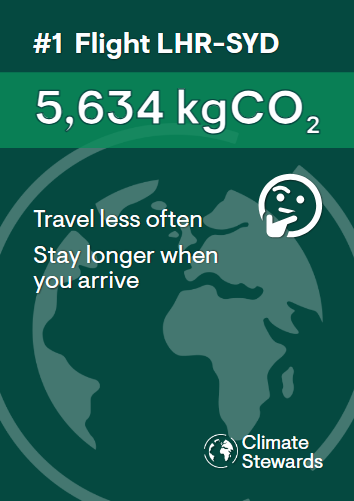 #1 Flight LHR-SYD
5,634 kgCO₂
Travel less often
Stay longer when
you arrive
Climate
Stewards